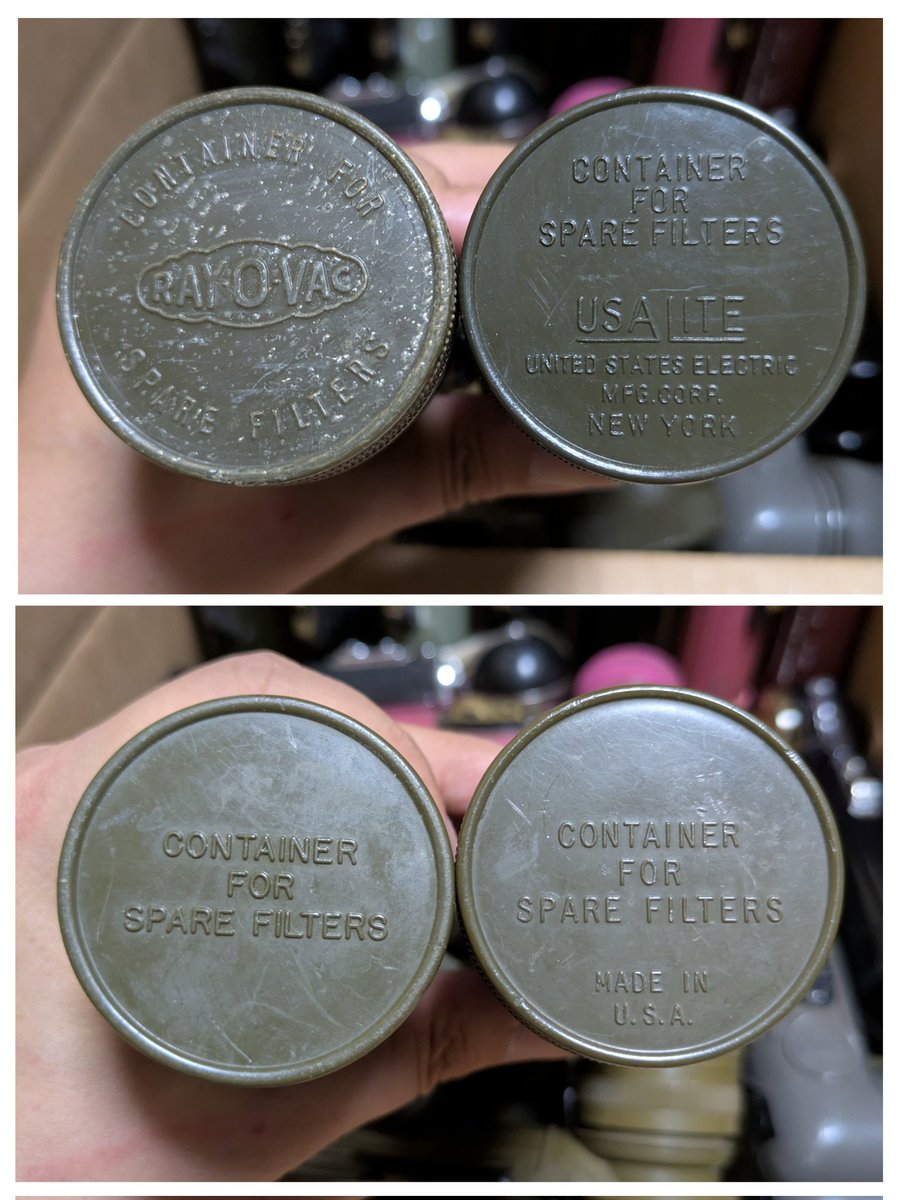 CONTAINER FOR
RAY-O-VAC
SPARE FILTERS
CONTAINER
FOR
SPARE FILTERS
USALITE
UNITED STATES ELECTRIC
MFG. CORP.
NEW YORK
CONTAINER
FOR
SPARE FILTERS
CONTAINER
FOR
SPARE FILTERS
MADE IN
U.S.A.